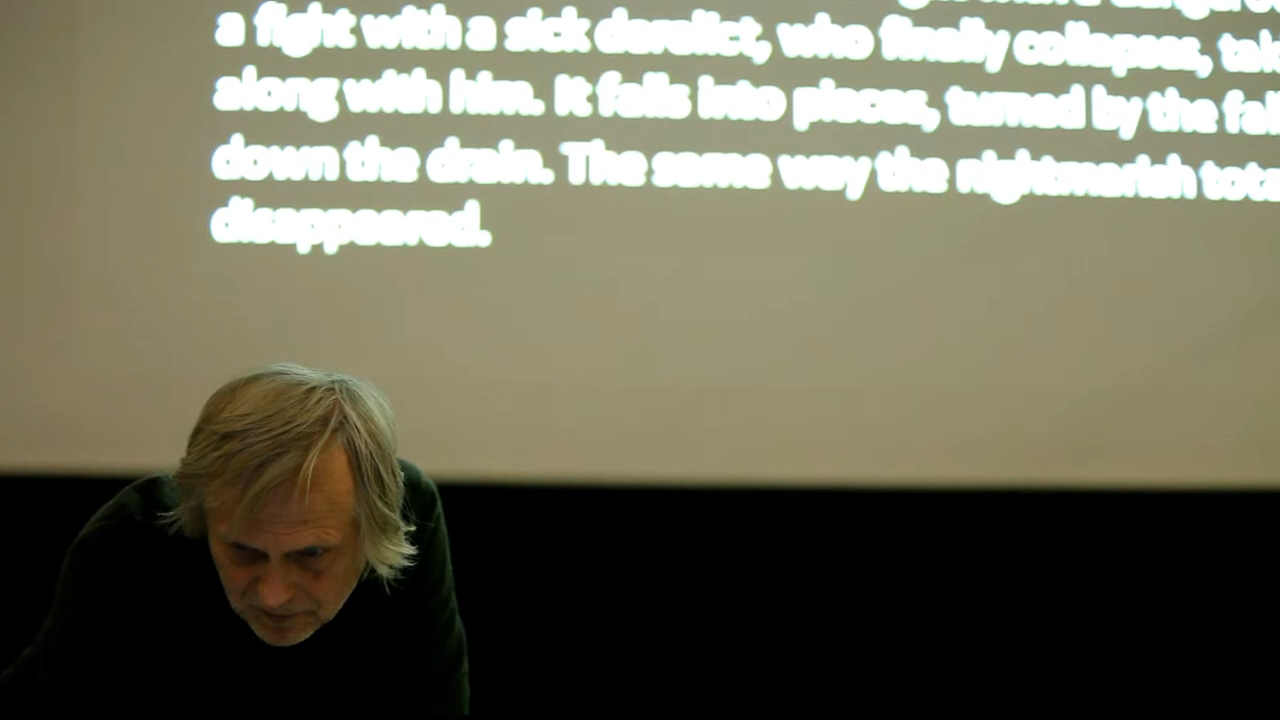 a fight with a sick deralict, who finally collapses,
along with him. It falls into pieces, turned by the
down the drain. The same way the nightmarish
disappeared.